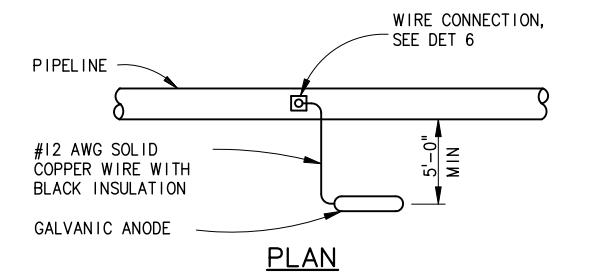 WIRE CONNECTION,
SEE DET 6
PIPELINE
#12 AWG SOLID
COPPER WIRE WITH
BLACK INSULATION
5'-0"
MIN
GALVANIC ANODE
PLAN